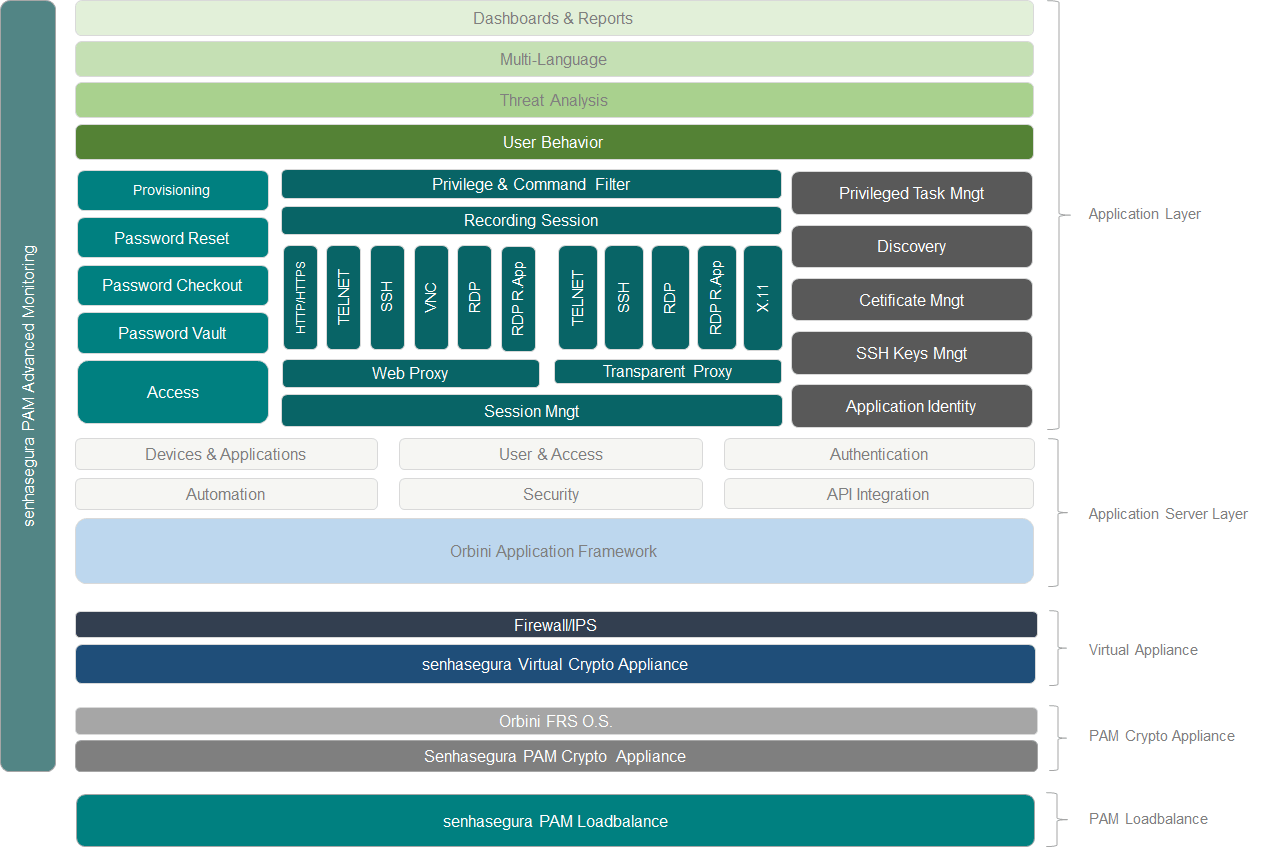 senhasegura PAM Advanced Monitoring
Dashboards & Reports
Multi-Language
Threat Analysis
User Behavior
Provisioning
Password Reset
Password Checkout
Password Vault
Access
Privilege & Command Filter
Recording Session
HTTP/HTTPS
TELNET
SSH
VNC
RDP
RDP R.App
TELNET
SSH
RDP
RDP R.App
X.11
Web Proxy
Transparent Proxy
Session Mngt
Privileged Task Mngt
Discovery
Cetificate Mngt
SSH Keys Mngt
Application Identity
Application Layer
Devices & Applications
User & Access
Authentication
Automation
Security
API Integration
Orbini Application Framework
Application Server Layer
Firewall/IPS
senhasegura Virtual Crypto Appliance
Virtual Appliance
Orbini FRS O.S.
Senhasegura PAM Crypto Appliance
PAM Crypto Appliance
senhasegura PAM Loadbalance
PAM Loadbalance